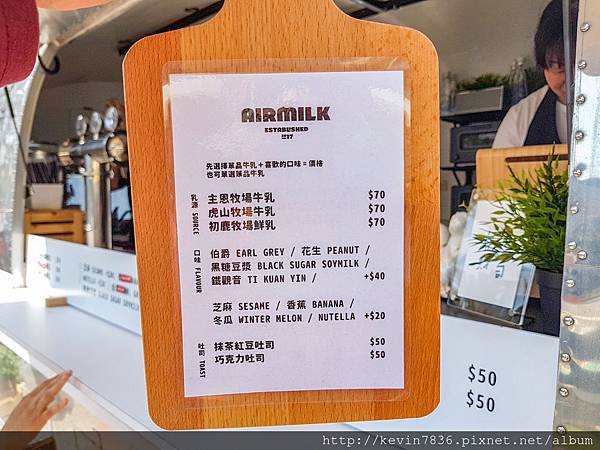 AIRMILK
ESTABLISHED
17
先選擇單品牛乳+喜歡的口味=價格
也可單選單品牛乳
乳源 SOURCE
主恩牧場牛乳 $70
虎山牧場牛乳 $70
初鹿牧場鮮乳 $70
口味 FLAVOUR
伯爵 EARL GREY / 花生 PEANUT /
黑糖豆漿 BLACK SUGAR SOYMILK /
鐵觀音 TI KUAN YIN / +$40
芝麻 SESAME / 香蕉 BANANA /
冬瓜 WINTER MELON / NUTELLA +$20
吐司 TOAST
抹茶紅豆吐司 $50
巧克力吐司 $50
$50
$50
http://kevin7836.pixnet.net/album